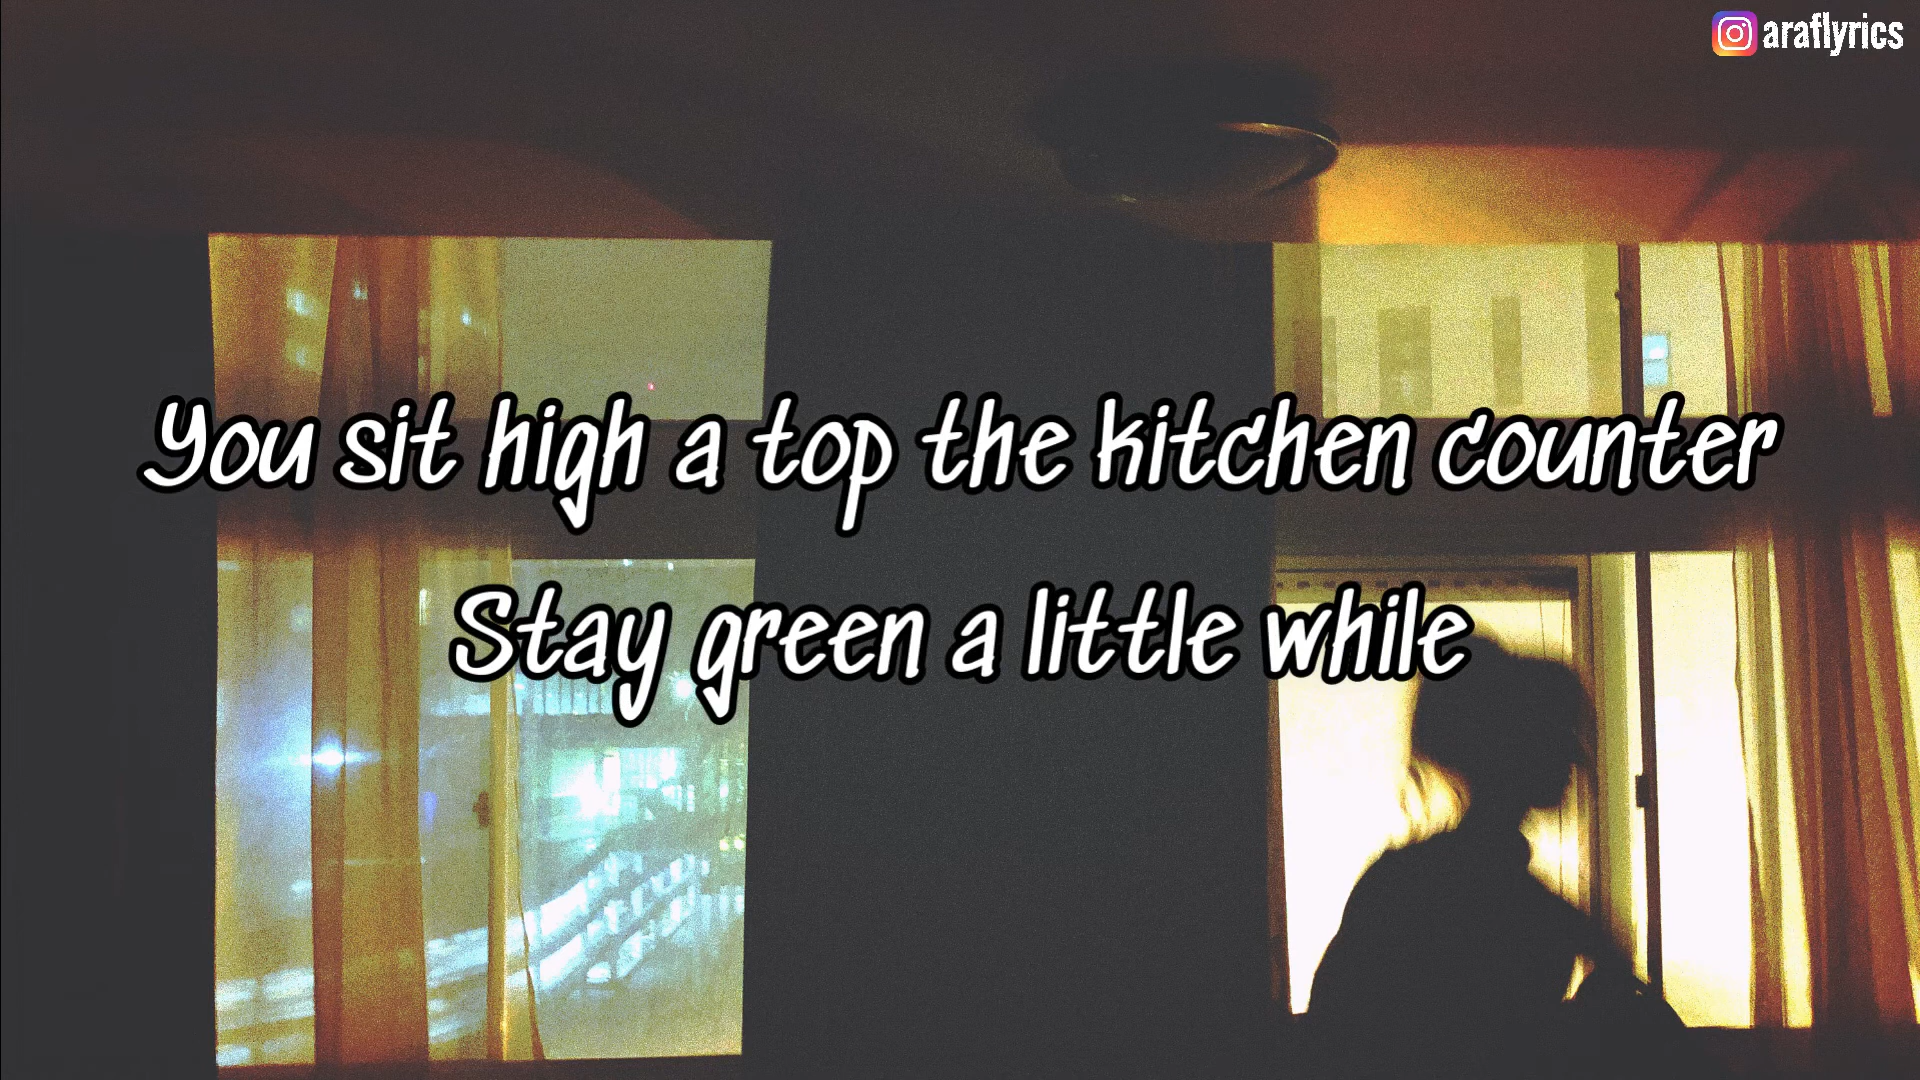 araflyrics
You sit high a top the kitchen counter
Stay green a little while